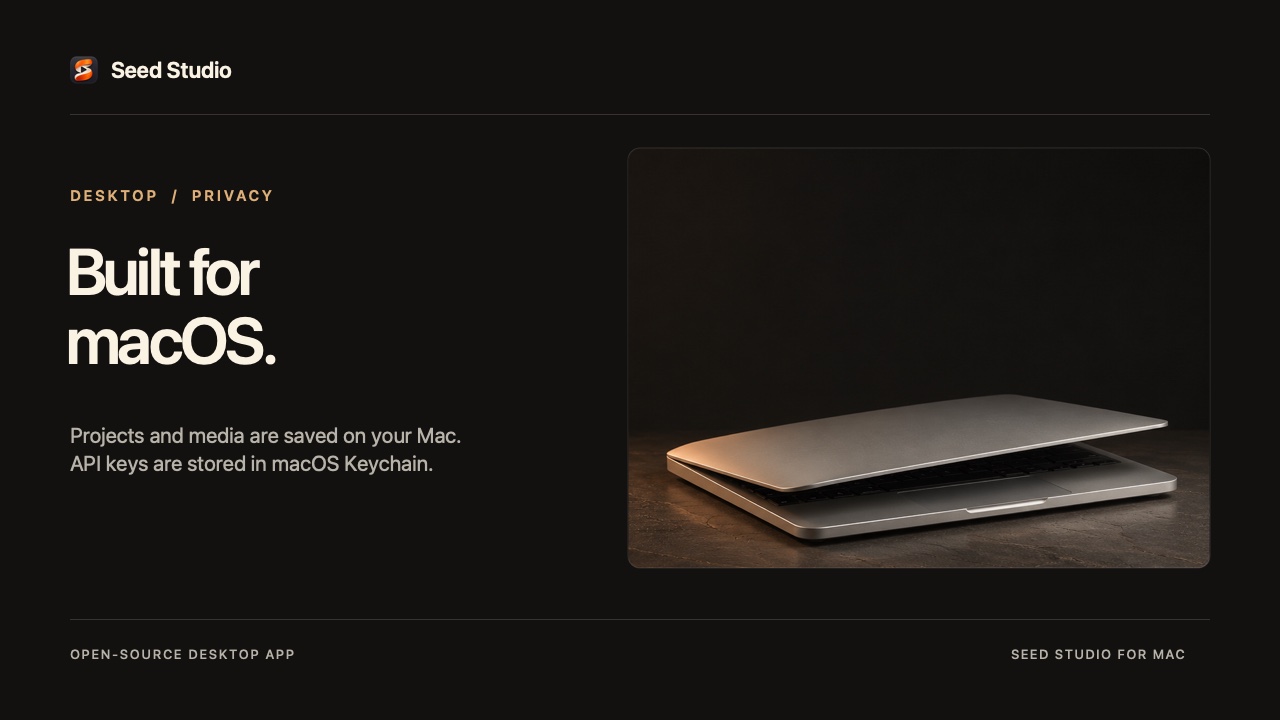 Seed Studio
DESKTOP / PRIVACY
Built for
macOS.
Projects and media are saved on your Mac.
API keys are stored in macOS Keychain.
OPEN-SOURCE DESKTOP APP
SEED STUDIO FOR MAC